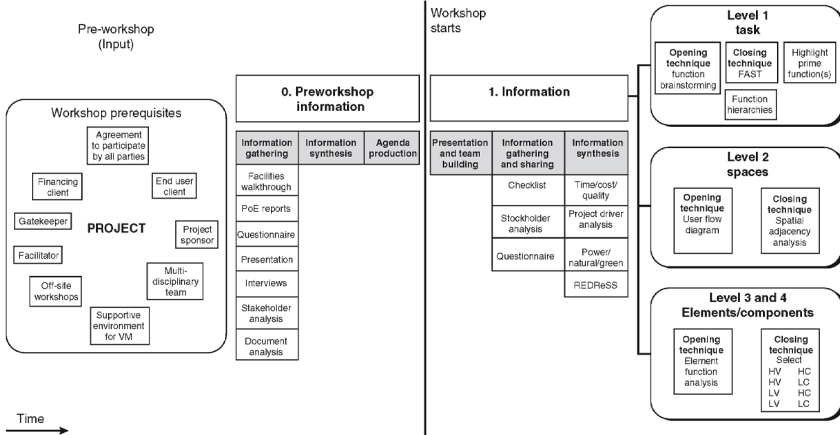 Pre-workshop
(Input)
Workshop
starts
0. Preworkshop
information
1. Information
Workshop prerequisites
Agreement
to participate
by all parties
Financing
client
End user
client
Gatekeeper
PROJECT
Project
sponsor
Facilitator
Off-site
workshops
Multi-
disciplinary
team
Supportive
environment
for VM
Information
gathering
Information
synthesis
Agenda
production
Facilities
walkthrough
PoE reports
Questionnaire
Presentation
Interviews
Stakeholder
analysis
Document
analysis
Presentation
and team
building
Information
gathering
and sharing
Information
synthesis
Checklist
Time/cost/
quality
Stockholder
analysis
Project driver
analysis
Questionnaire
Power/
natural/green
REDReSS
Level 1
task
Opening
technique
function
brainstorming
Closing
technique
FAST
Highlight
prime
function(s)
Function
hierarchies
Level 2
spaces
Opening
technique
User flow
diagram
Closing
technique
Spatial
adjacency
analysis
Level 3 and 4
Elements/components
Opening
technique
Element
function
analysis
Closing
technique
Select
HV HC
HV LC
LV HC
LV LC
Time